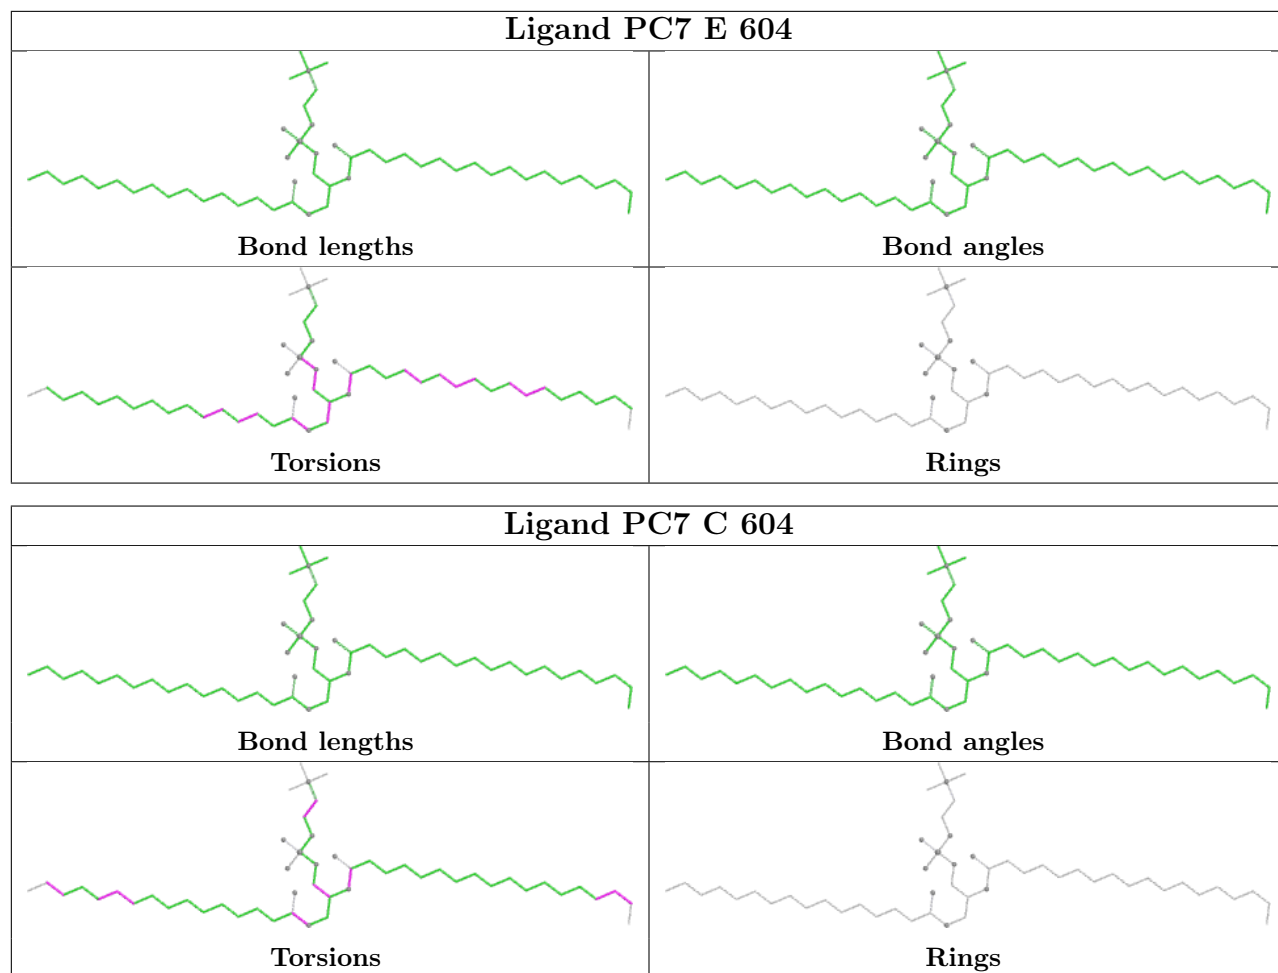 Ligand PC7 E 604
Bond lengths
Bond angles
Torsions
Rings
Ligand PC7 C 604
Bond lengths
Bond angles
Torsions
Rings